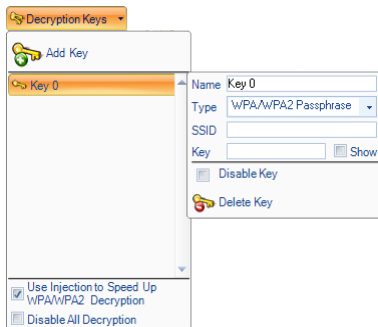 Decryption Keys
Add Key
Key 0
Name Key 0
Type WPA/WPA2 Passphrase
SSID
Key Show
Disable Key
Delete Key
Use Injection to Speed Up
WPA/WPA2 Decryption
Disable All Decryption